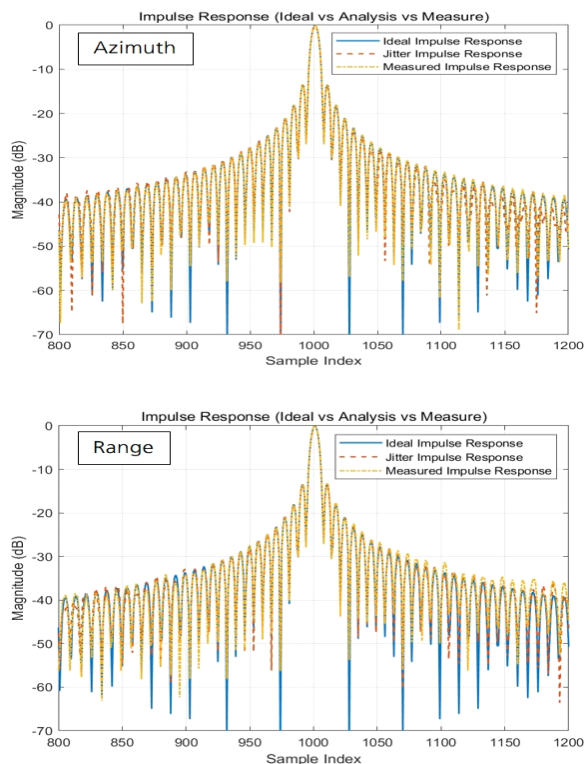 Impulse Response (Ideal vs Analysis vs Measure)
Azimuth
Ideal Impulse Response
Jitter Impulse Response
Measured Impulse Response
Magnitude (dB)
0
-10
-20
-30
-40
-50
-60
-70
800 850 900 950 1000 1050 1100 1150 1200
Sample Index
Impulse Response (Ideal vs Analysis vs Measure)
Range
Ideal Impulse Response
Jitter Impulse Response
Measured Impulse Response
Magnitude (dB)
0
-10
-20
-30
-40
-50
-60
-70
800 850 900 950 1000 1050 1100 1150 1200
Sample Index